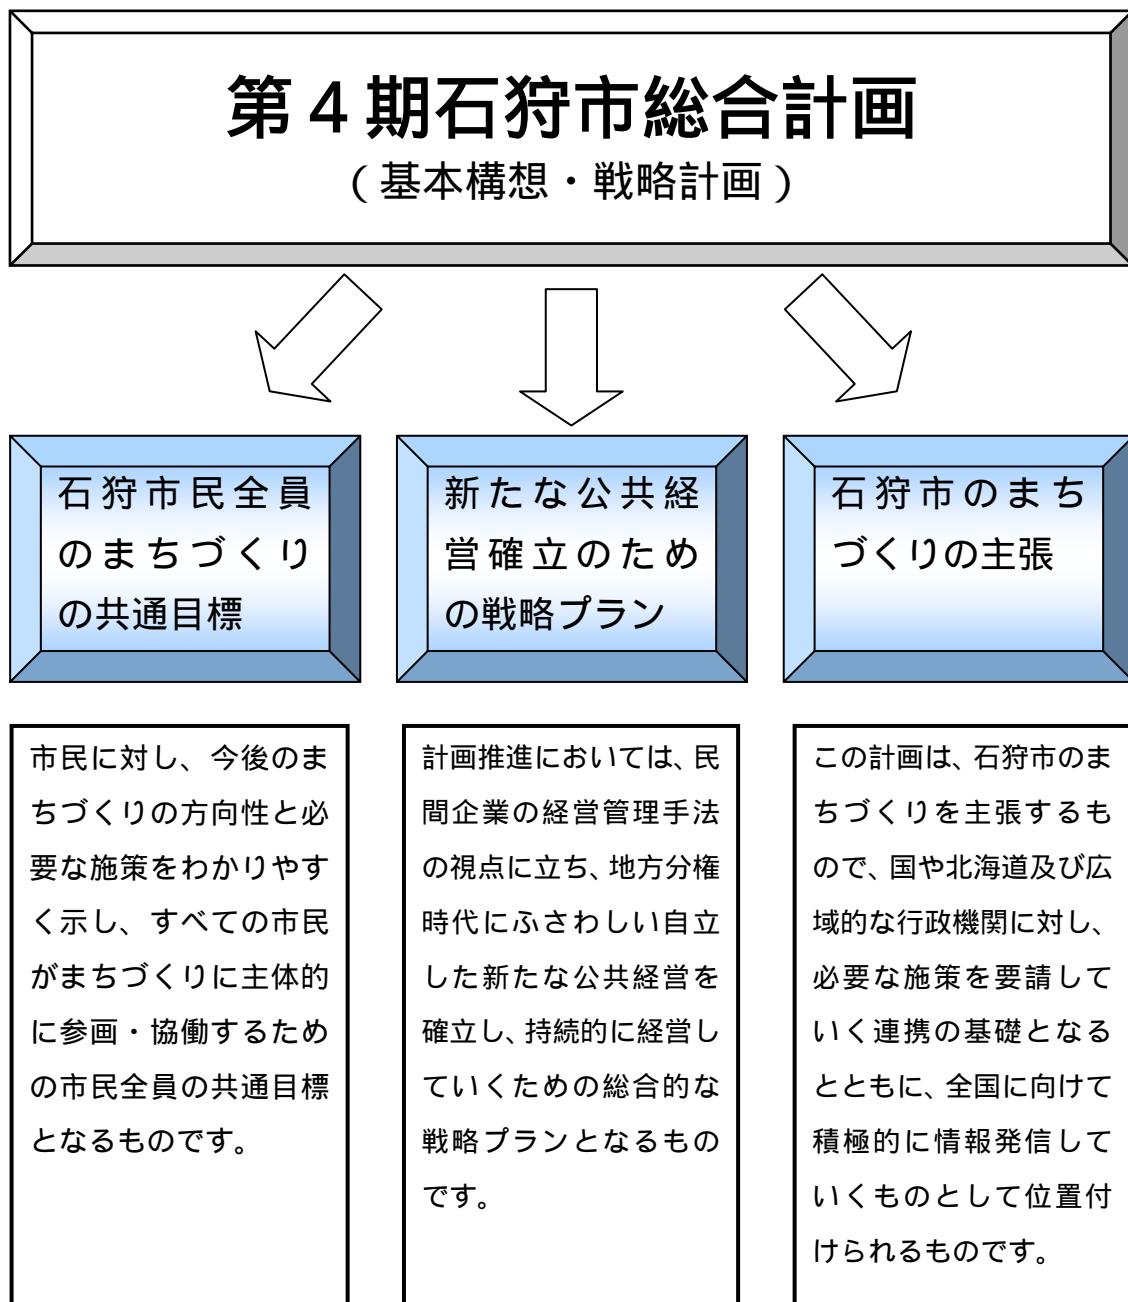 第４期石狩市総合計画
（基本構想・戦略計画）
石狩市民全員
のまちづくり
の共通目標
新たな公共経
営確立のため
の戦略プラン
石狩市のまち
づくりの主張
市民に対し、今後のま
ちづくりの方向性と必
要な施策をわかりやす
く示し、すべての市民
がまちづくりに主体的
に参画・協働するため
の市民全員の共通目標
となるものです。
計画推進においては、民
間企業の経営管理手法
の視点に立ち、地方分権
時代にふさわしい自立
した新たな公共経営を
確立し、持続的に経営し
ていくための総合的な
戦略プランとなるもの
です。
この計画は、石狩市のま
ちづくりを主張するも
ので、国や北海道及び広
域的な行政機関に対し、
必要な施策を要請して
いく連携の基礎となる
とともに、全国に向けて
積極的に情報発信して
いくものとして位置付
けられるものです。